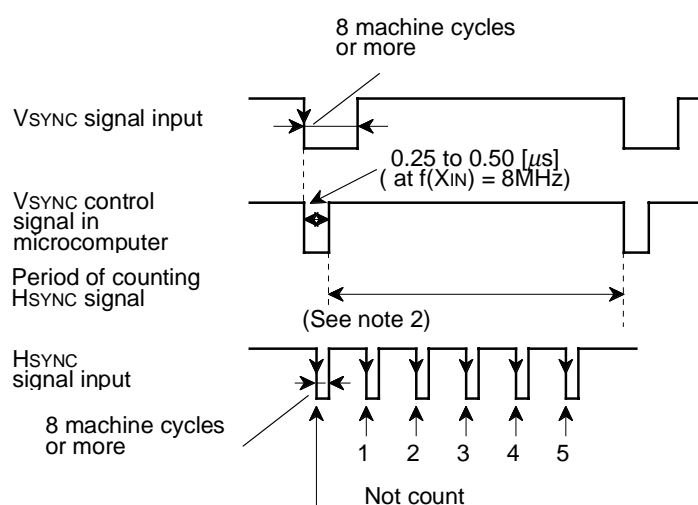 8 machine cycles
or more
VSYNC signal input
0.25 to 0.50 [μs]
( at f(XIN) = 8MHz)
VSYNC control
signal in
microcomputer
Period of counting
HSYNC signal
(See note 2)
HSYNC
signal input
8 machine cycles
or more
1 2 3 4 5
Not count